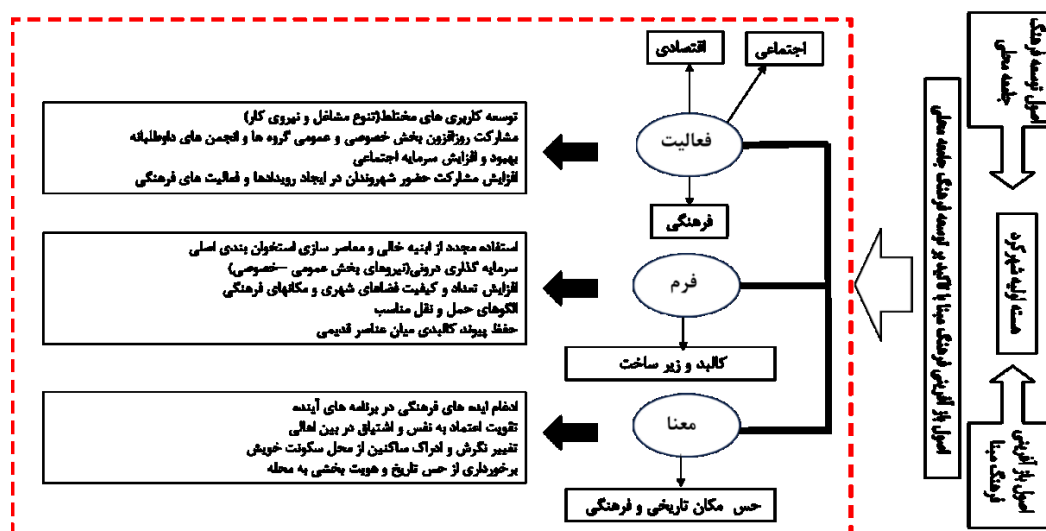 اصول توسعه فرهنگ
جامعه محلی
هسته اولیه شهر کرد
اصول باز آفرینی
فرهنگ مبنا
اصول باز آفرینی فرهنگ مبنا با تاکید بر توسعه فرهنگ جامعه محلی
اجتماعی
اقتصادی
فعالیت
فرهنگی
توسعه کاربری های مختلط(تنوع مشاغل و نیروی کار)
مشارکت روزافزون بخش خصوصی و عمومی گروه ها و انجمن های داوطلبانه
بهبود و افزایش سرمایه اجتماعی
افزایش مشارکت حضور شهروندان در ایجاد رویدادها و فعالیت های فرهنگی
فرم
کالبد و زیر ساخت
استفاده مجدد از ابنیه خالی و معاصر سازی استخوان بندی اصلی
سرمایه گذاری درونی(نیروهای بخش عمومی –خصوصی)
افزایش تعداد و کیفیت فضاهای شهری و مکانهای فرهنگی
الگوهای حمل و نقل مناسب
حفظ پیوند کالبدی میان عناصر قدیمی
معنا
حس مکان تاریخی و فرهنگی
ادغام ایده های فرهنگی در برنامه های آینده
تقویت اعتماد به نفس و اشتیاق در بین اهالی
تغییر نگرش و ادراک ساکنین از محل سکونت خویش
برخورداری از حس تاریخ و هویت بخشی به محله